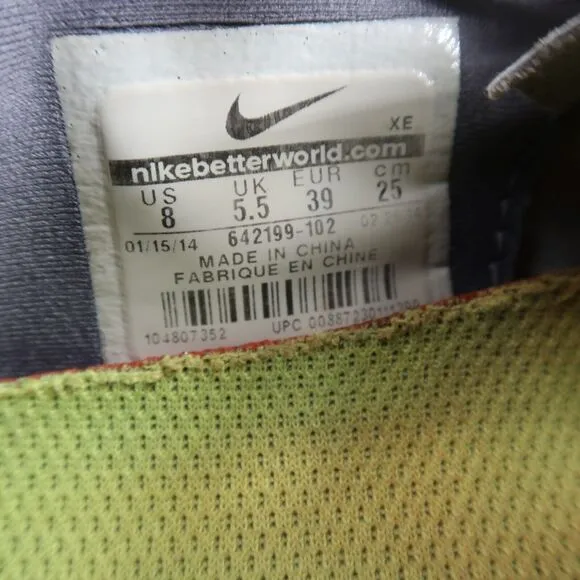 XE
nikebetterworld.com
US UK EUR cm
8 5.5 39 25
01/15/14 642199-102
MADE IN CHINA
FABRIQUE EN CHINE
104807352 UPC